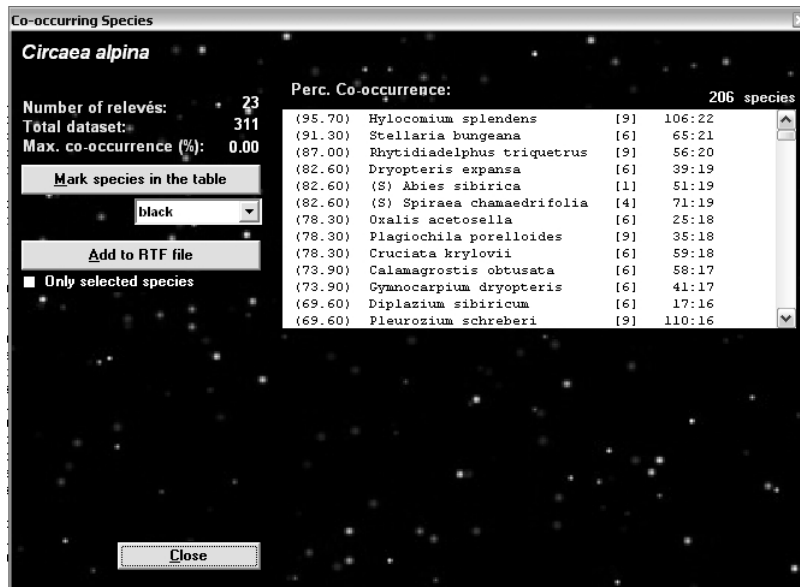 Co-occurring Species
Circaea alpina
Perc. Co-occurrence:
206 species
Number of relevés: 23
Total dataset: 311
Max. co-occurrence (%): 0.00
Mark species in the table
black
Add to RTF file
Only selected species
(95.70) Hylocomium splendens [9] 106:22
(91.30) Stellaria bungeana [6] 65:21
(87.00) Rhytidiadelphus triquetrus [9] 56:20
(82.60) Dryopteris expansa [6] 39:19
(82.60) (S) Abies sibirica [1] 51:19
(82.60) (S) Spiraea chamaedrifolia [4] 71:19
(78.30) Oxalis acetosella [6] 25:18
(78.30) Plagiochila porelloides [9] 35:18
(78.30) Cruciata krylovii [6] 59:18
(73.90) Calamagrostis obtusata [6] 58:17
(73.90) Gymnocarpium dryopteris [6] 41:17
(69.60) Diplazium sibiricum [6] 17:16
(69.60) Pleurozium schreberi [9] 110:16
Close